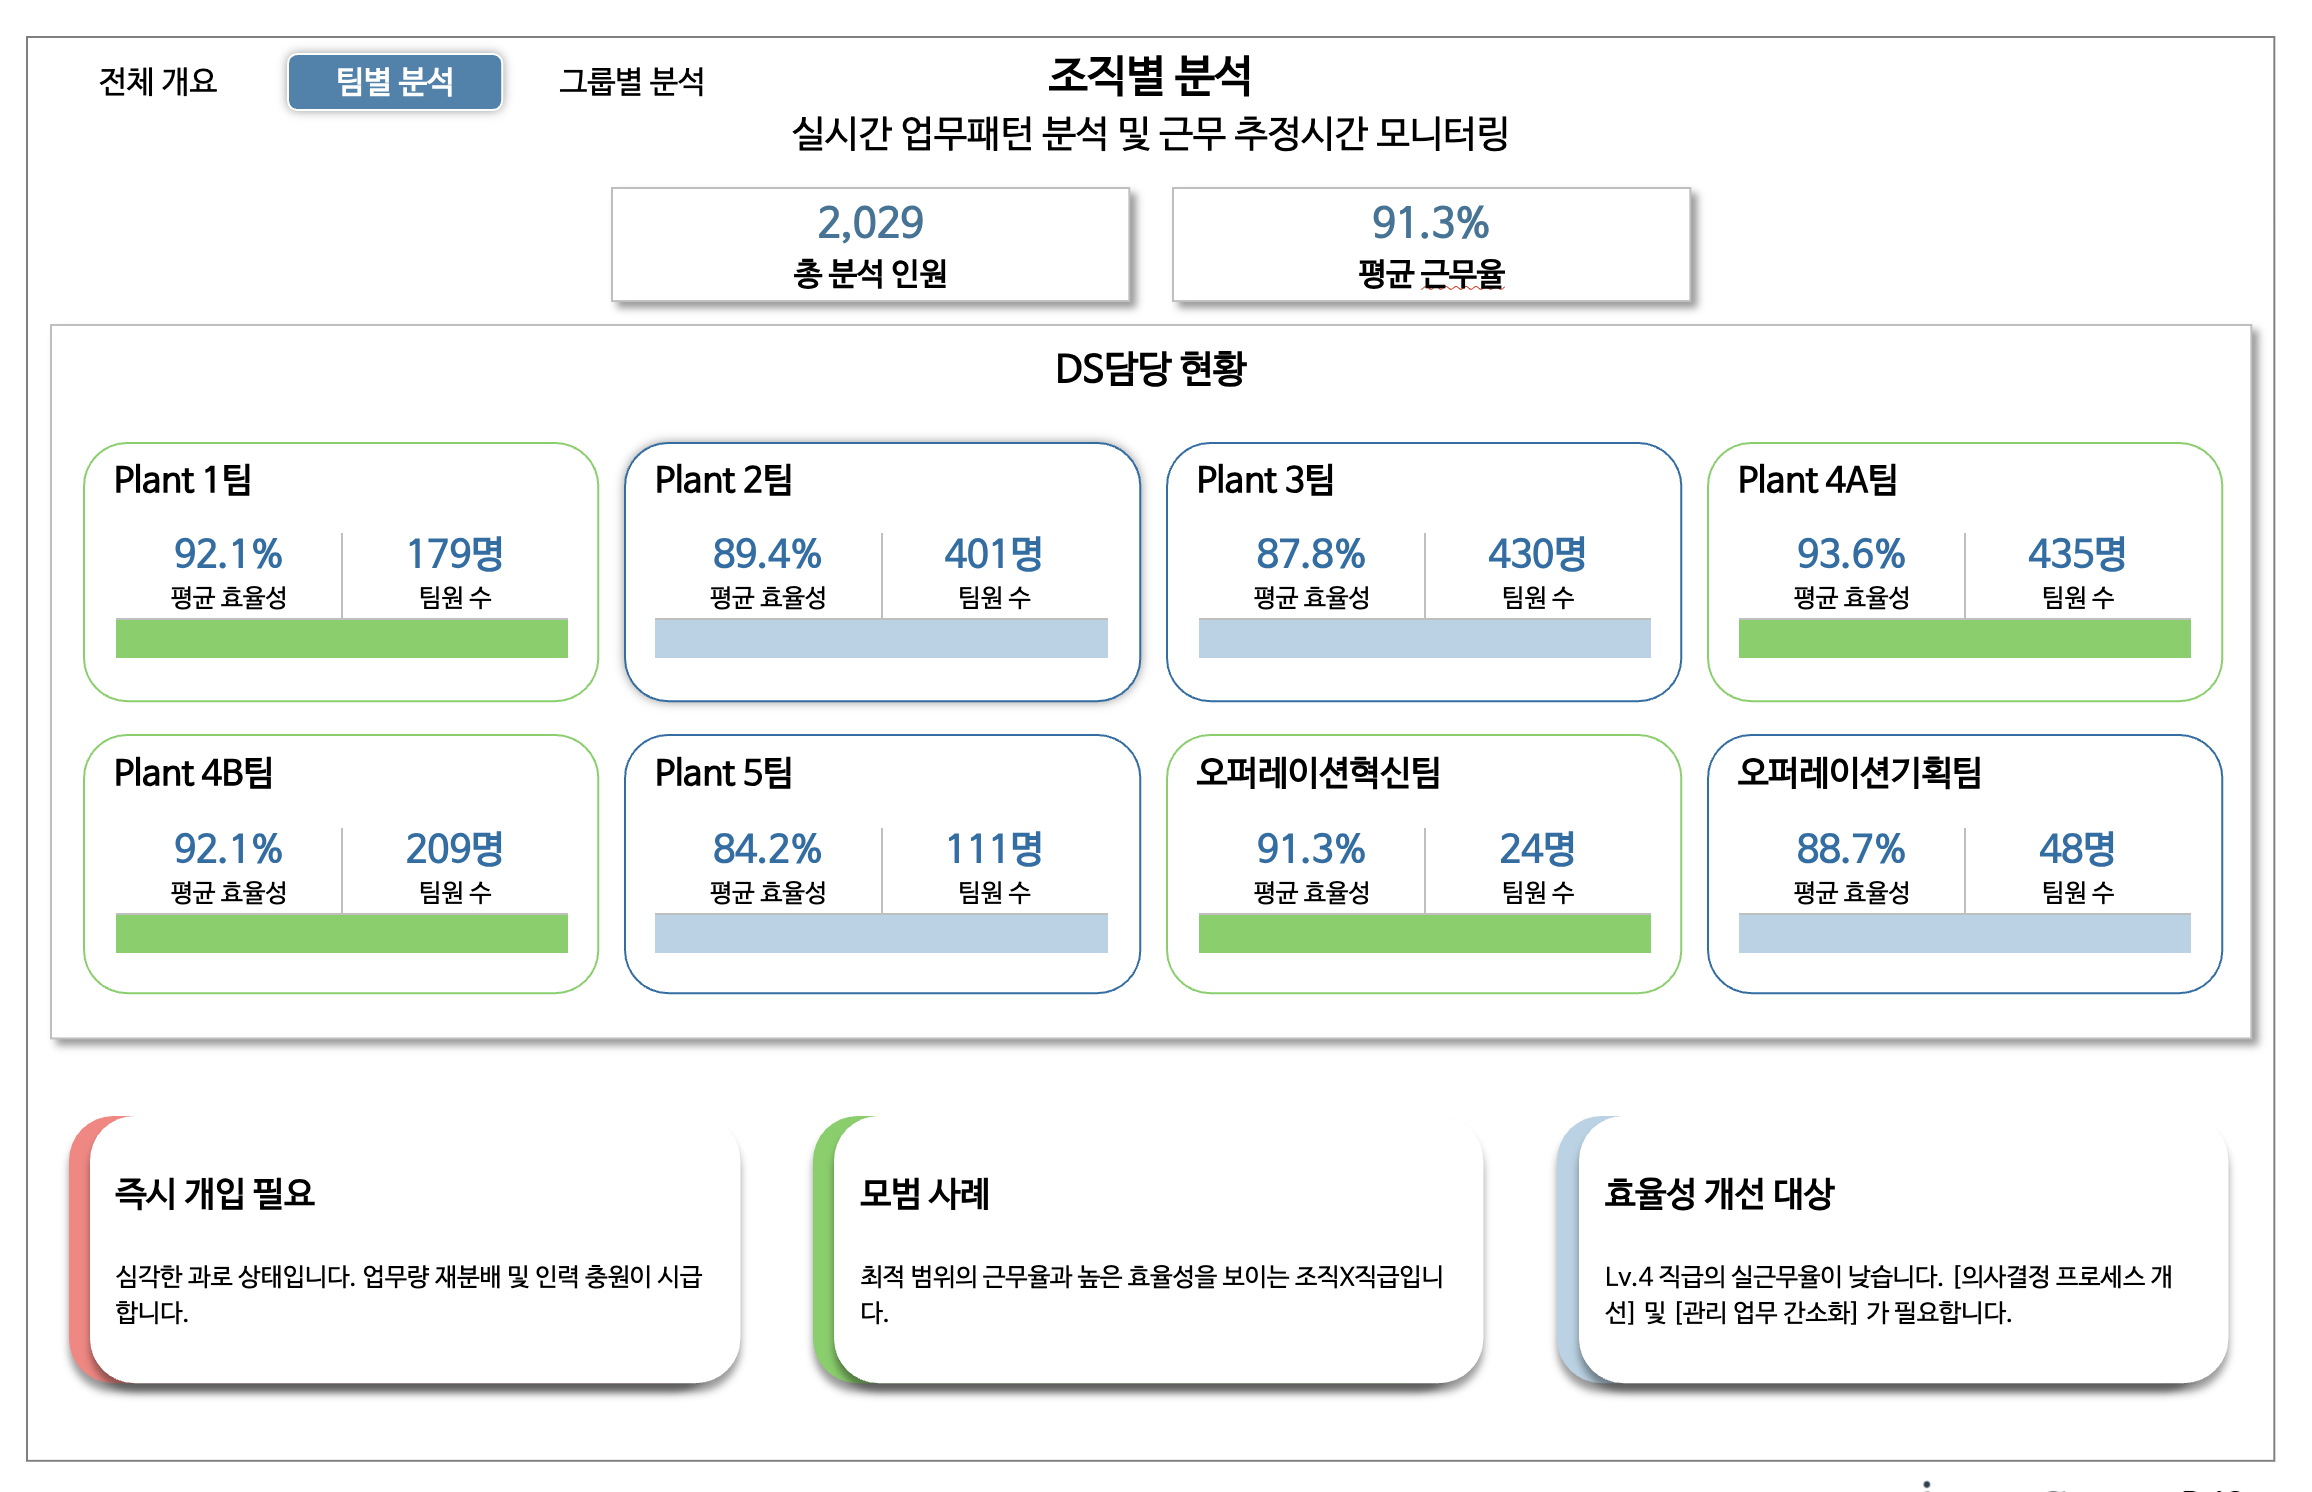 전체 개요
팀별 분석
그룹별 분석
조직별 분석
실시간 업무패턴 분석 및 근무 추정시간 모니터링
2,029
총 분석 인원
91.3%
평균 근무율
DS담당 현황
Plant 1팀
92.1%
평균 효율성
179명
팀원 수
Plant 2팀
89.4%
평균 효율성
401명
팀원 수
Plant 3팀
87.8%
평균 효율성
430명
팀원 수
Plant 4A팀
93.6%
평균 효율성
435명
팀원 수
Plant 4B팀
92.1%
평균 효율성
209명
팀원 수
Plant 5팀
84.2%
평균 효율성
111명
팀원 수
오퍼레이션혁신팀
91.3%
평균 효율성
24명
팀원 수
오퍼레이션기획팀
88.7%
평균 효율성
48명
팀원 수
즉시 개입 필요
심각한 과로 상태입니다. 업무량 재분배 및 인력 충원이 시급
합니다.
모범 사례
최적 범위의 근무율과 높은 효율성을 보이는 조직X직급입니
다.
효율성 개선 대상
Lv.4 직급의 실근무율이 낮습니다. [의사결정 프로세스 개
선] 및 [관리 업무 간소화] 가 필요합니다.